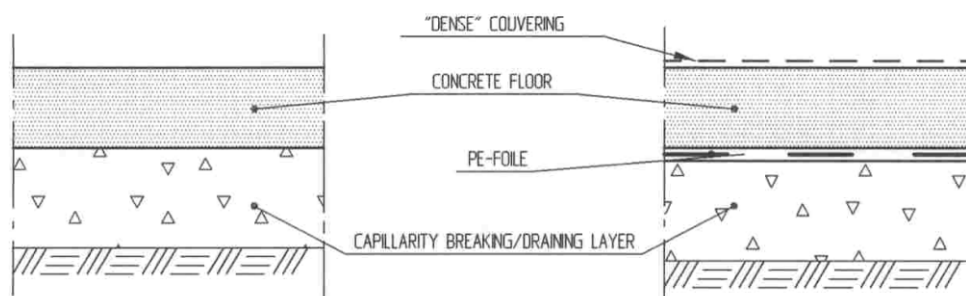 "DENSE" COUVERING
CONCRETE FLOOR
PE-FOILE
CAPILLARITY BREAKING/DRAINING LAYER